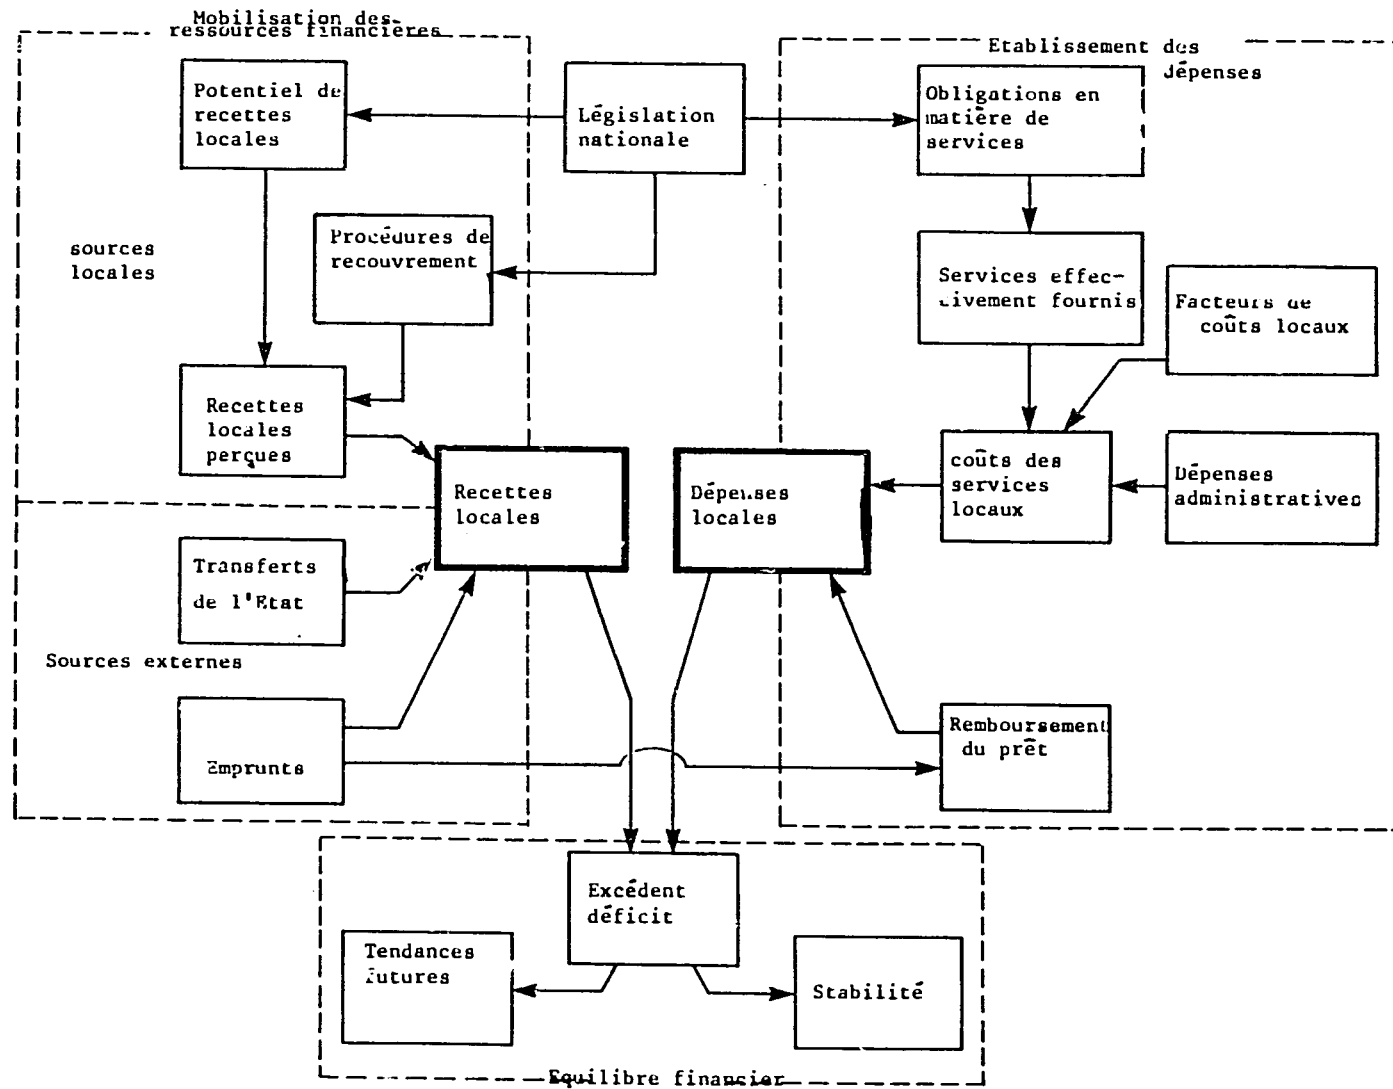 Mobilisation des
ressources financières
Etablissement des
dépenses
Potentiel de
recettes
locales
Législation
nationale
Obligations en
matière de
services
sources
locales
Procédures de
recouvrement
Services effec-
tivement fournis
Facteurs de
coûts locaux
Recettes
locales
perçues
Recettes
locales
Dépenses
locales
coûts des
services
locaux
Dépenses
administratives
Transferts
de l'Etat
Sources externes
Emprunts
Remboursement
du prêt
Excédent
déficit
Tendances
futures
Stabilité
Equilibre financier